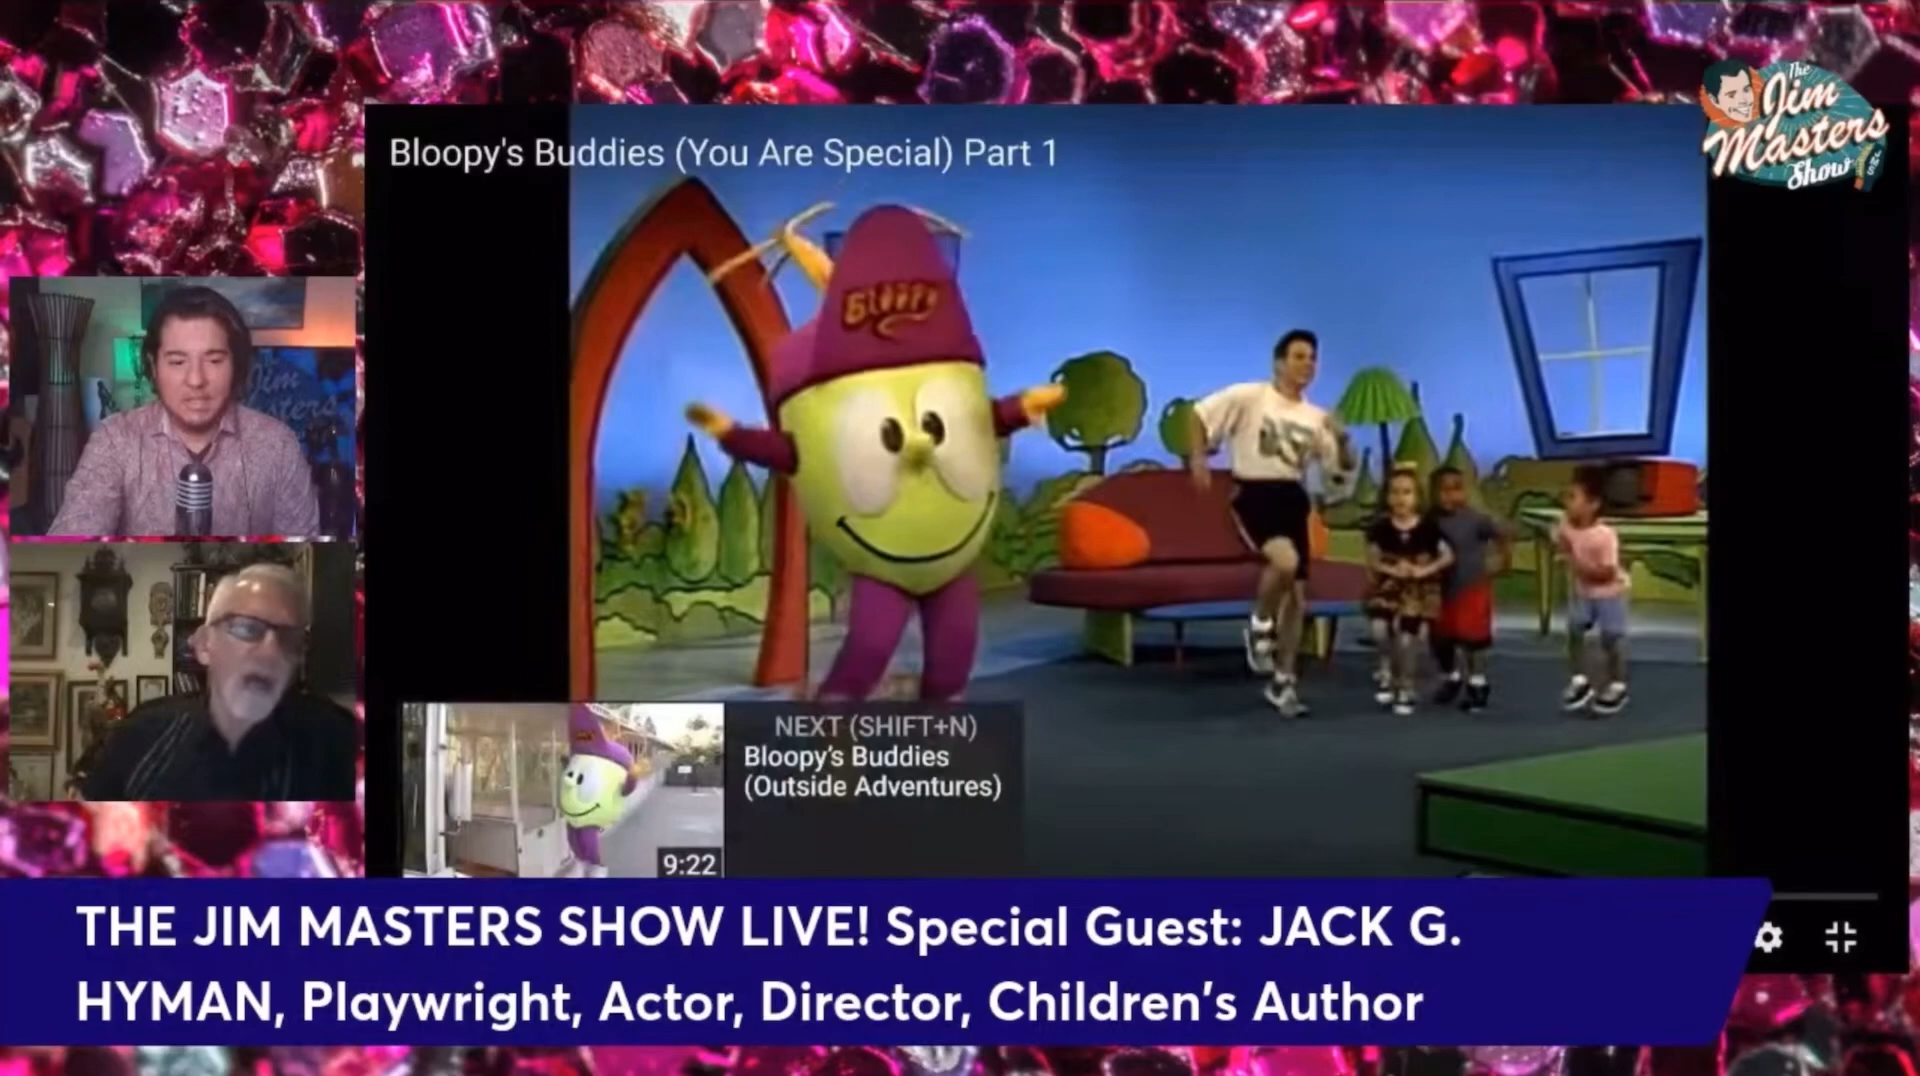 Bloopy's Buddies (You Are Special) Part 1
The
Jim
Masters
Show
Bloopy
Jim
NEXT (SHIFT+N)
Bloopy's Buddies
(Outside Adventures)
9:22
THE JIM MASTERS SHOW LIVE! Special Guest: JACK G.
HYMAN, Playwright, Actor, Director, Children's Author